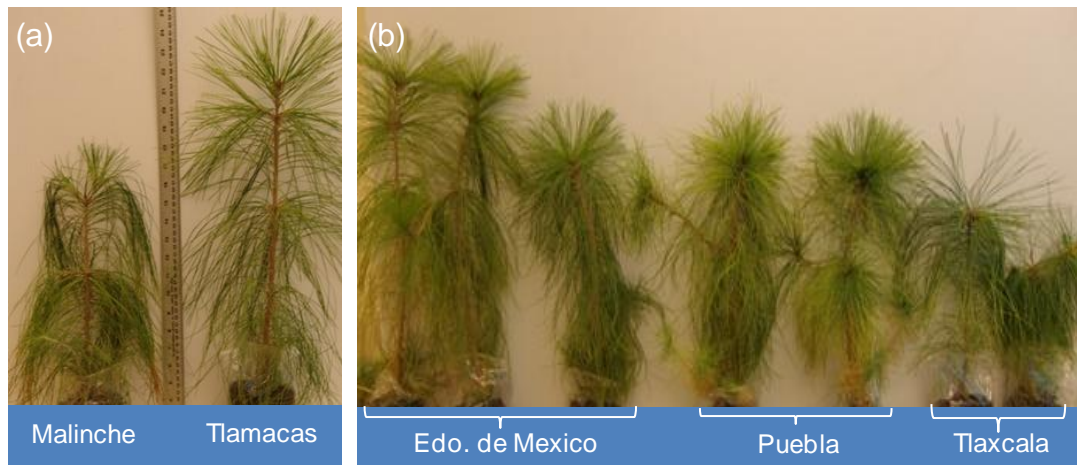 (a)
(b)
Malinche
Tlamacas
Edo. de Mexico
Puebla
Tlaxcala